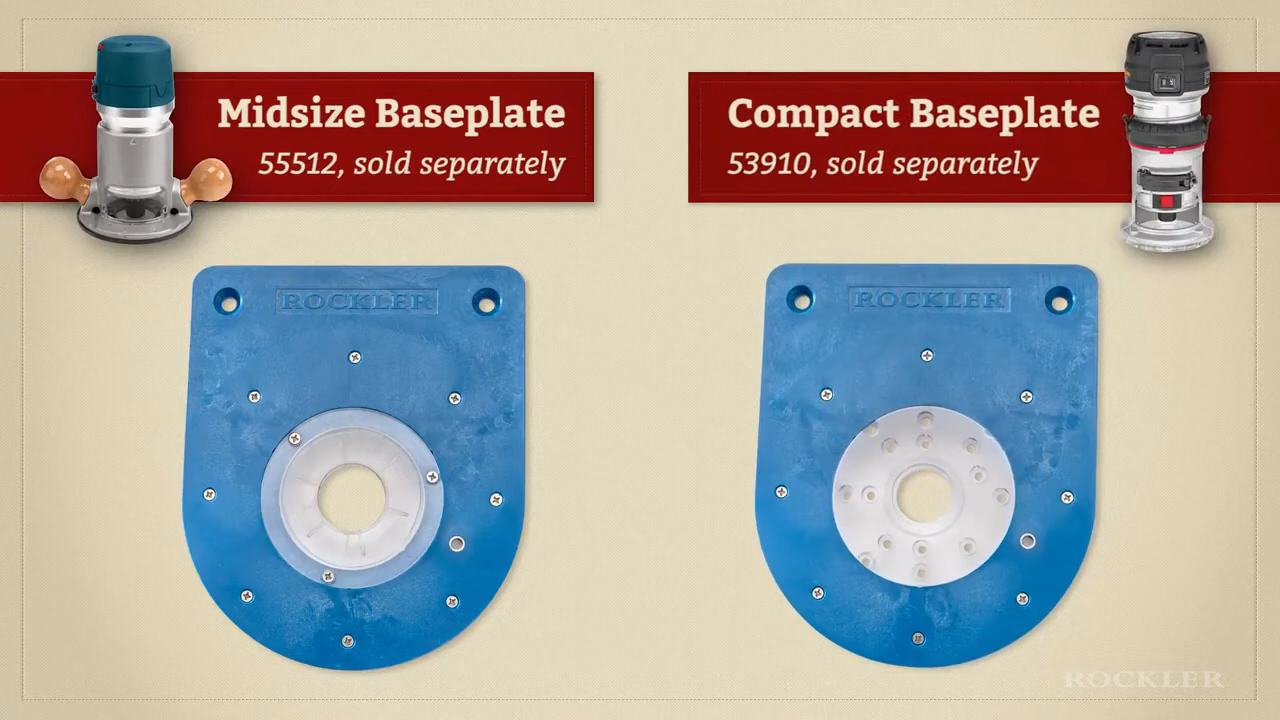 Midsize Baseplate
55512, sold separately
Compact Baseplate
53910, sold separately
ROCKLER
ROCKLER
ROCKLER